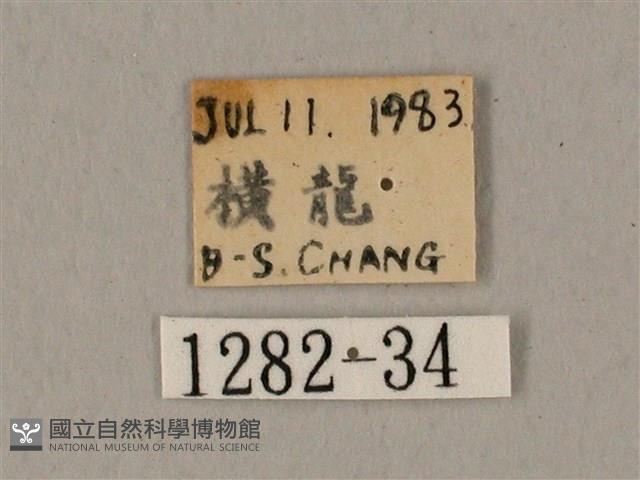 JUL 11. 1983
橫龍
B-S. CHANG
1282-34
國立自然科學博物館
NATIONAL MUSEUM OF NATURAL SCIENCE